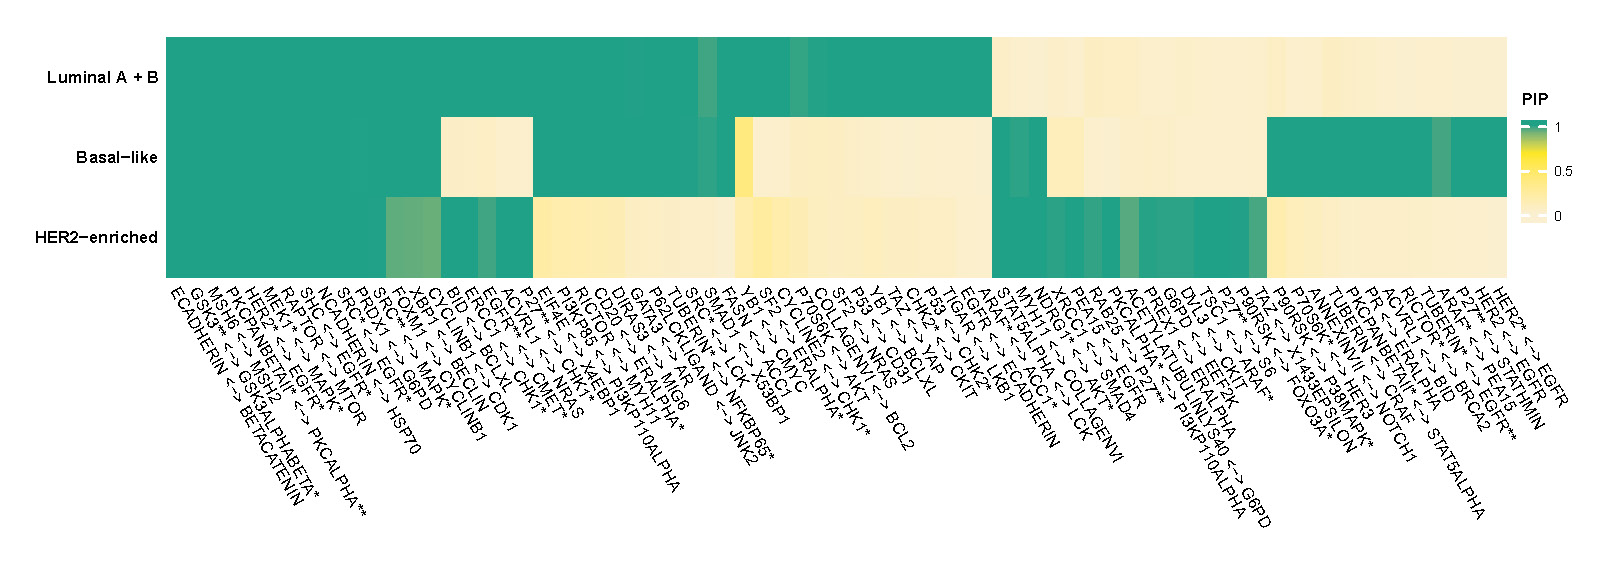 Luminal A + B
Basal−like
HER2−enriched
PIP
1
0.5
0
ECADHERIN <-> BETACATENIN
GSK3** <-> GSK3ALPHABETA*
MSH6 <-> MSH2
PKCPANBETAII* <-> PKCALPHA**
HER2* <-> EGFR*
MEK1* <-> MAPK*
RAPTOR <-> MTOR
SHC <-> EGFR*
NCADHERIN <-> HSP70
SRC* <-> EGFR*
PRDX1 <-> G6PD
SRC** <-> MAPK*
FOXM1 <-> CYCLINB1
XBP1 <-> BECLIN
CYCLINB1 <-> CDK1
BID <-> BCLXL
ERCC1 <-> CHK1*
EGFR* <-> CMET*
ACVRL1 <-> NRAS
P27** <-> CHK1*
EIF4E <-> X4EBP1
PI3KP85 <-> PI3KP110ALPHA
RICTOR <-> MYH11
CD20 <-> ERALPHA*
DIRAS3 <-> MIG6
GATA3 <-> AR
P62LCKLIGAND <-> NFKBP65*
TUBERIN* <-> JNK2
SRC* <-> LCK
SMAD1 <-> X53BP1
FASN <-> ACC1
YB1 <-> CMYC
SF2 <-> ERALPHA*
CYCLINE2 <-> CHK1*
P70S6K <-> AKT
COLLAGENVI <-> BCL2
SF2 <-> NRAS
P53 <-> CD31
YB1 <-> BCLXL
TAZ <-> YAP
CHK2* <-> CKIT
P53 <-> CHK2*
TIGAR <-> LKB1
EGFR <-> ECADHERIN
ARAF* <-> ACC1*
STAT5ALPHA <-> LCK
MYH11 <-> COLLAGENVI
NDRG1* <-> AKT*
XRCC1 <-> SMAD4
PEA15 <-> EGFR
RAB25 <-> P27**
PKCALPHA* <-> PI3KP110ALPHA
ACETYLATUBULINLYS40 <-> G6PD
PREX1 <-> ERALPHA
G6PD <-> EEF2K
DVL3 <-> CKIT
TSC1 <-> S6
P27** <-> ARAF*
P90RSK <-> FOXO3A*
TAZ <-> X1433EPSILON
P90RSK* <-> P38MAPK*
P70S6K* <-> HER3
ANNEXINVII <-> NOTCH1
TUBERIN <-> CRAF
PKCPANBETAII* <-> STAT5ALPHA
PR <-> ERALPHA
ACVRL1 <-> BID
RICTOR* <-> BRCA2
TUBERIN* <-> EGFR**
ARAF* <-> PEA15
P27* <-> STATHMIN
HER2 <-> EGFR
HER2* <-> EGFR